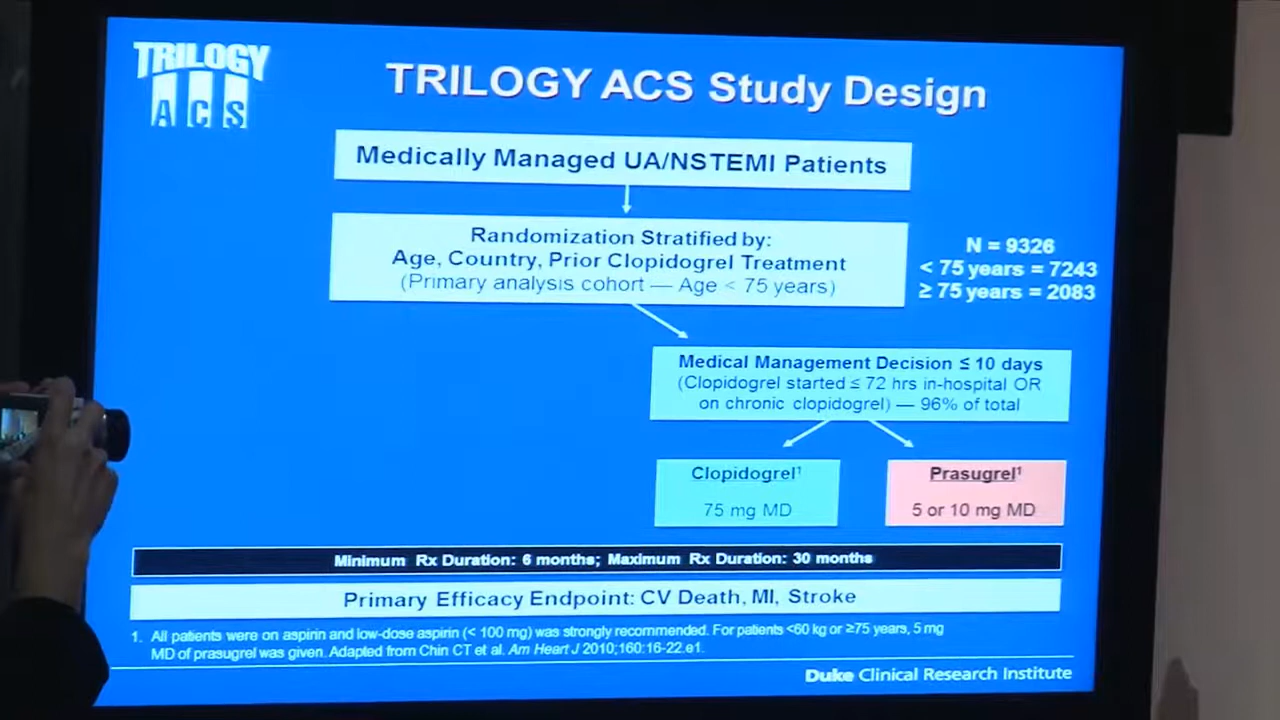 TRILOGY
ACS
TRILOGY ACS Study Design
Medically Managed UA/NSTEMI Patients
Randomization Stratified by:
Age, Country, Prior Clopidogrel Treatment
(Primary analysis cohort — Age < 75 years)
N = 9326
< 75 years = 7243
≥ 75 years = 2083
Medical Management Decision ≤ 10 days
(Clopidogrel started ≤ 72 hrs in-hospital OR
on chronic clopidogrel) — 96% of total
Clopidogrel¹
75 mg MD
Prasugrel¹
5 or 10 mg MD
Minimum Rx Duration: 6 months; Maximum Rx Duration: 30 months
Primary Efficacy Endpoint: CV Death, MI, Stroke
1. All patients were on aspirin and low-dose aspirin (< 100 mg) was strongly recommended. For patients <60 kg or ≥75 years, 5 mg
MD of prasugrel was given. Adapted from Chin CT et al. Am Heart J 2010;160:16-22.e1.
Duke Clinical Research Institute